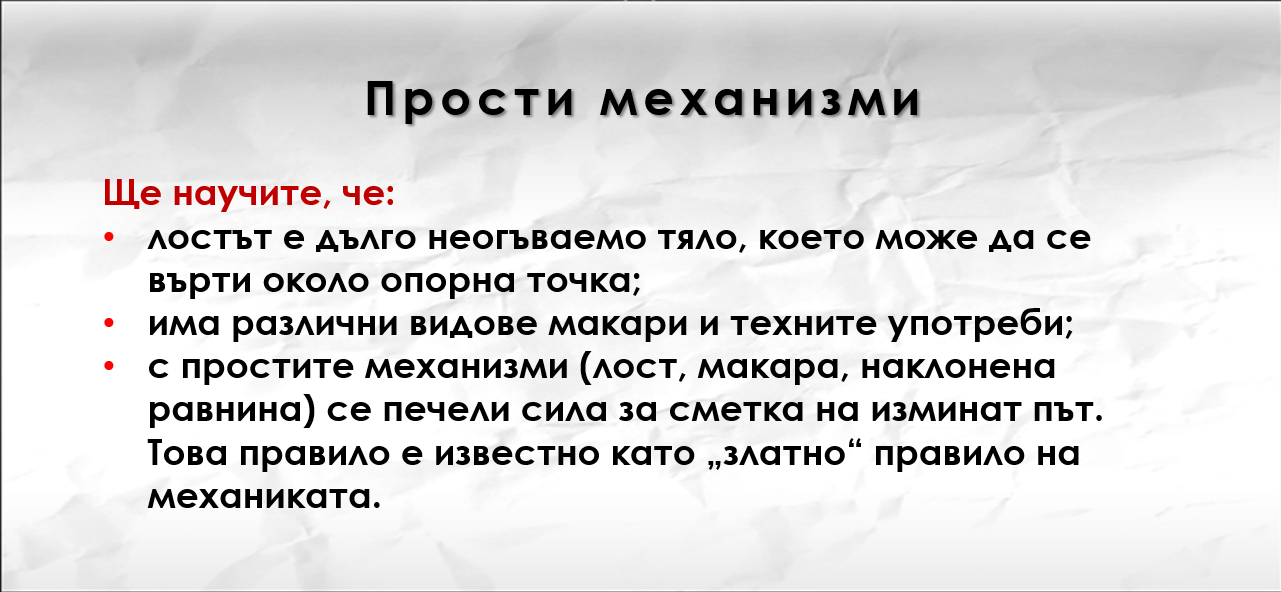 Прости механизми
Ще научите, че:
• лостът е дълго неогъваемо тяло, което може да се
върти около опорна точка;
• има различни видове макари и техните употреби;
• с простите механизми (лост, макара, наклонена
равнина) се печели сила за сметка на изминат път.
Това правило е известно като „златно“ правило на
механиката.